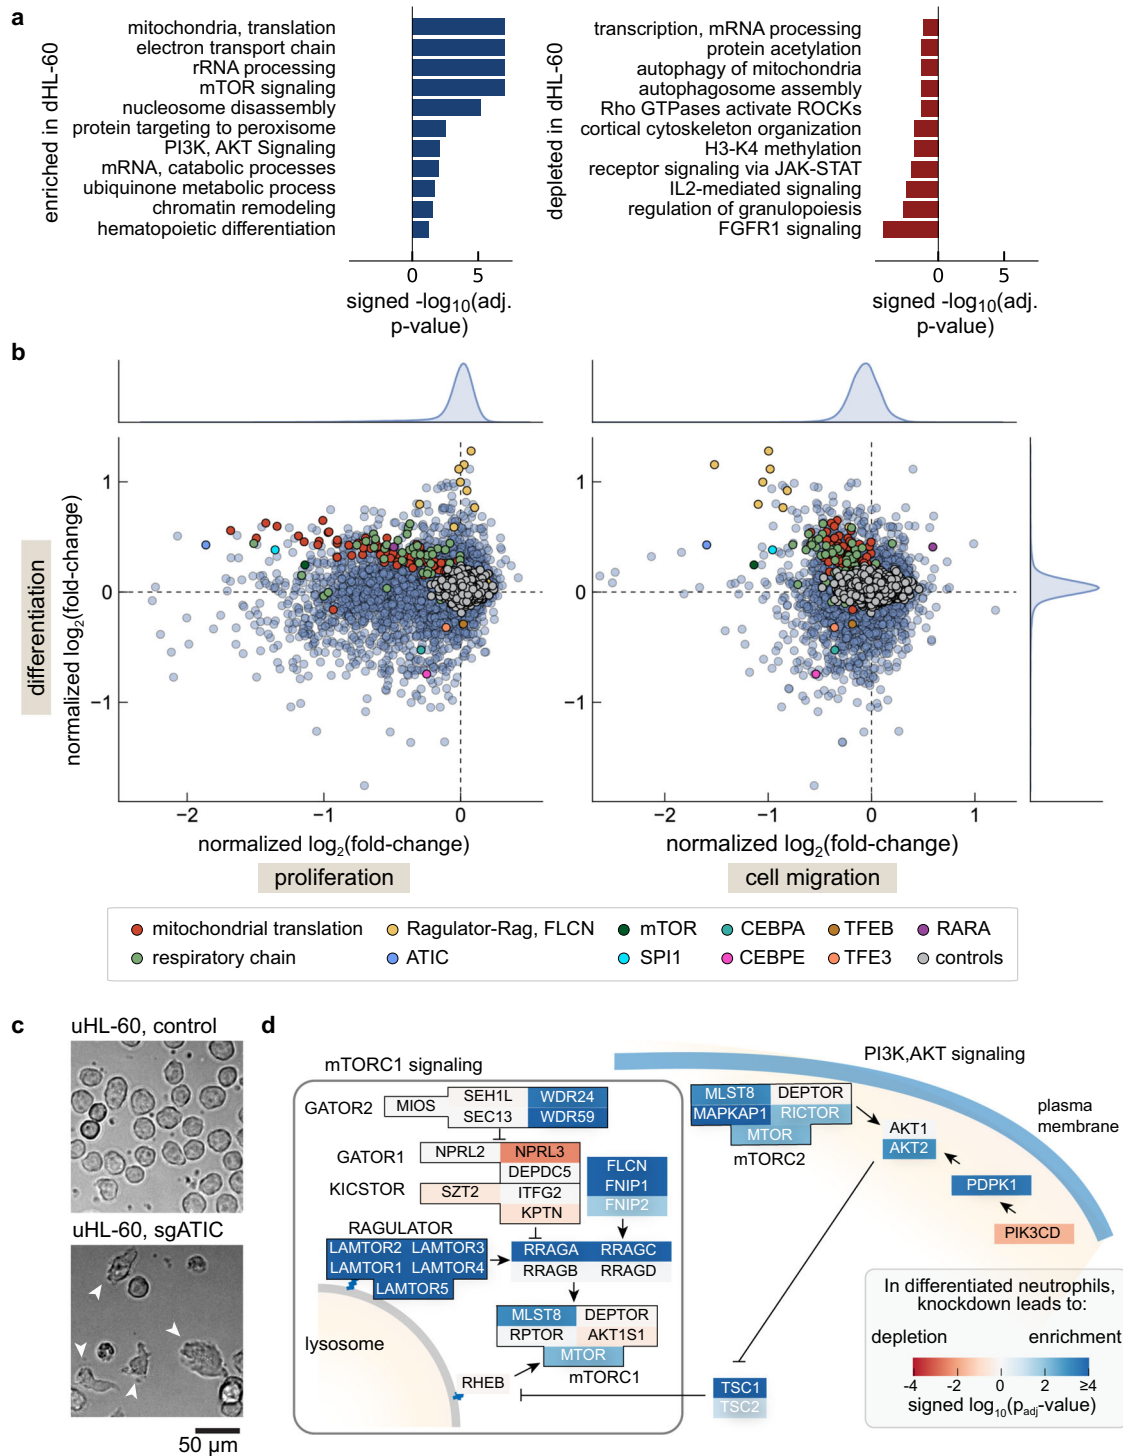 a
enriched in dHL-60
mitochondria, translation
electron transport chain
rRNA processing
mTOR signaling
nucleosome disassembly
protein targeting to peroxisome
PI3K, AKT Signaling
mRNA, catabolic processes
ubiquinone metabolic process
chromatin remodeling
hematopoietic differentiation
0 5
signed -log10(adj.
p-value)
depleted in dHL-60
transcription, mRNA processing
protein acetylation
autophagy of mitochondria
autophagosome assembly
Rho GTPases activate ROCKs
cortical cytoskeleton organization
H3-K4 methylation
receptor signaling via JAK-STAT
IL2-mediated signaling
regulation of granulopoiesis
FGFR1 signaling
0 5
signed -log10(adj.
p-value)
b
differentiation
normalized log2(fold-change)
1
0
−1
−2 −1 0
normalized log2(fold-change)
proliferation
1
0
−1
−2 −1 0 1
normalized log2(fold-change)
cell migration
mitochondrial translation
Ragulator-Rag, FLCN
mTOR
CEBPA
TFEB
RARA
respiratory chain
ATIC
SPI1
CEBPE
TFE3
controls
c
uHL-60, control
uHL-60, sgATIC
50 µm
d
mTORC1 signaling
GATOR2
MIOS
SEH1L
SEC13
WDR24
WDR59
GATOR1
NPRL2
NPRL3
DEPDC5
KICSTOR
SZT2
ITFG2
KPTN
FLCN
FNIP1
FNIP2
RAGULATOR
LAMTOR2 LAMTOR3
LAMTOR1 LAMTOR4
LAMTOR5
RRAGA RRAGC
RRAGB RRAGD
lysosome
MLST8 DEPTOR
RPTOR AKT1S1
MTOR
mTORC1
RHEB
PI3K,AKT signaling
MLST8 DEPTOR
MAPKAP1 RICTOR
MTOR
mTORC2
plasma
membrane
AKT1
AKT2
PDPK1
PIK3CD
TSC1
TSC2
In differentiated neutrophils,
knockdown leads to:
depletion enrichment
-4 -2 0 2 ≥4
signed log10(padj-value)